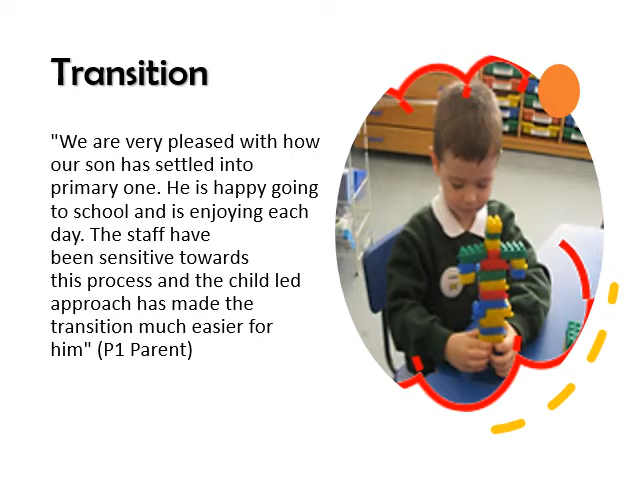 Transition
"We are very pleased with how
our son has settled into
primary one. He is happy going
to school and is enjoying each
day. The staff have
been sensitive towards
this process and the child led
approach has made the
transition much easier for
him" (P1 Parent)